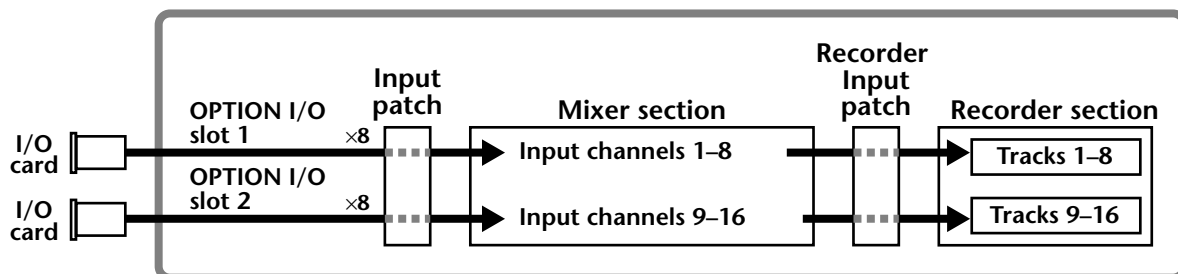 Recorder
Input
patch
Input
patch
Mixer section
Recorder section
OPTION I/O
slot 1
×8
I/O
card
Input channels 1–8
Tracks 1–8
OPTION I/O
slot 2
×8
I/O
card
Input channels 9–16
Tracks 9–16